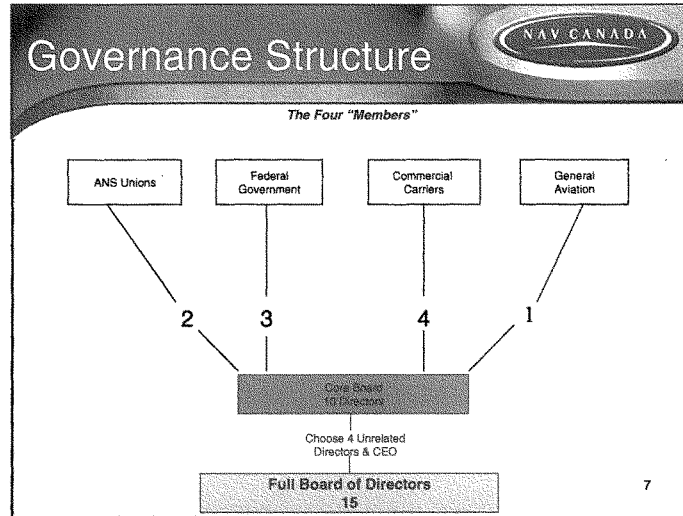 Governance Structure
NAV CANADA
The Four "Members"
ANS Unions
Federal
Government
Commercial
Carriers
General
Aviation
2
3
4
1
Core Board
10 Directors
Choose 4 Unrelated
Directors & CEO
Full Board of Directors
15
7